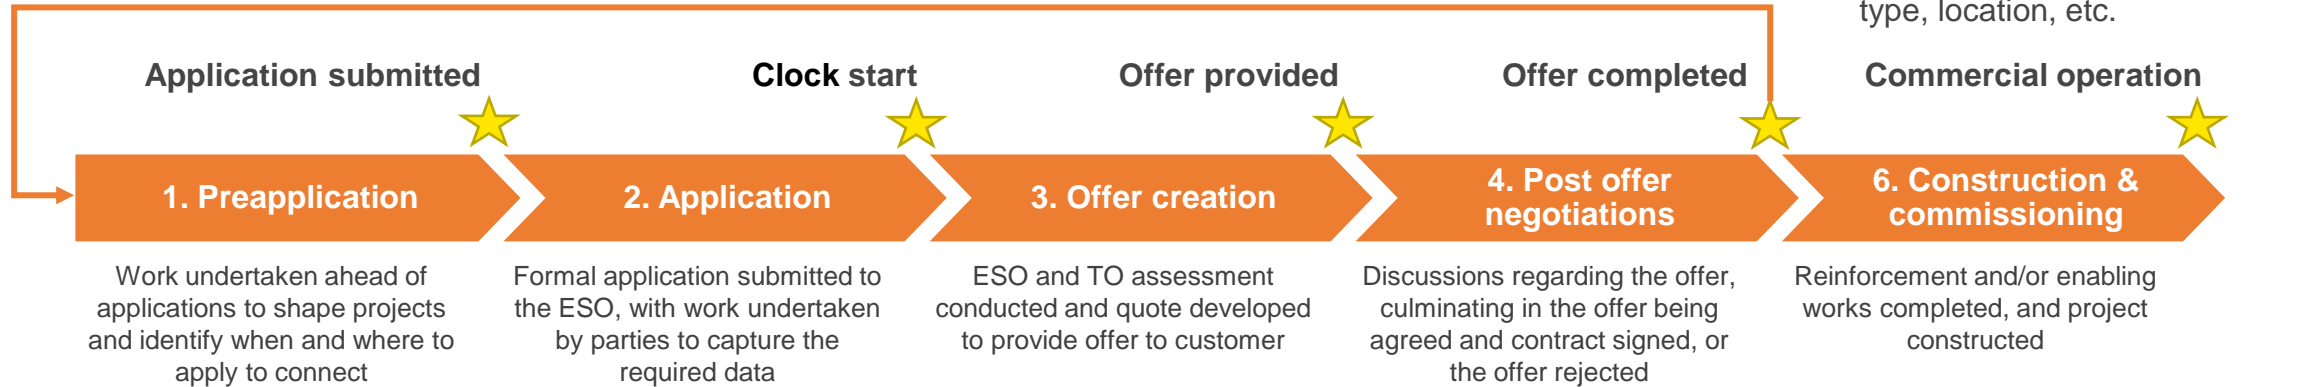 type, location, etc.
Application submitted
Clock start
Offer provided
Offer completed
Commercial operation
1. Preapplication
2. Application
3. Offer creation
4. Post offer
negotiations
6. Construction &
commissioning
Work undertaken ahead of
applications to shape projects
and identify when and where to
apply to connect
Formal application submitted to
the ESO, with work undertaken
by parties to capture the
required data
ESO and TO assessment
conducted and quote developed
to provide offer to customer
Discussions regarding the offer,
culminating in the offer being
agreed and contract signed, or
the offer rejected
Reinforcement and/or enabling
works completed, and project
constructed